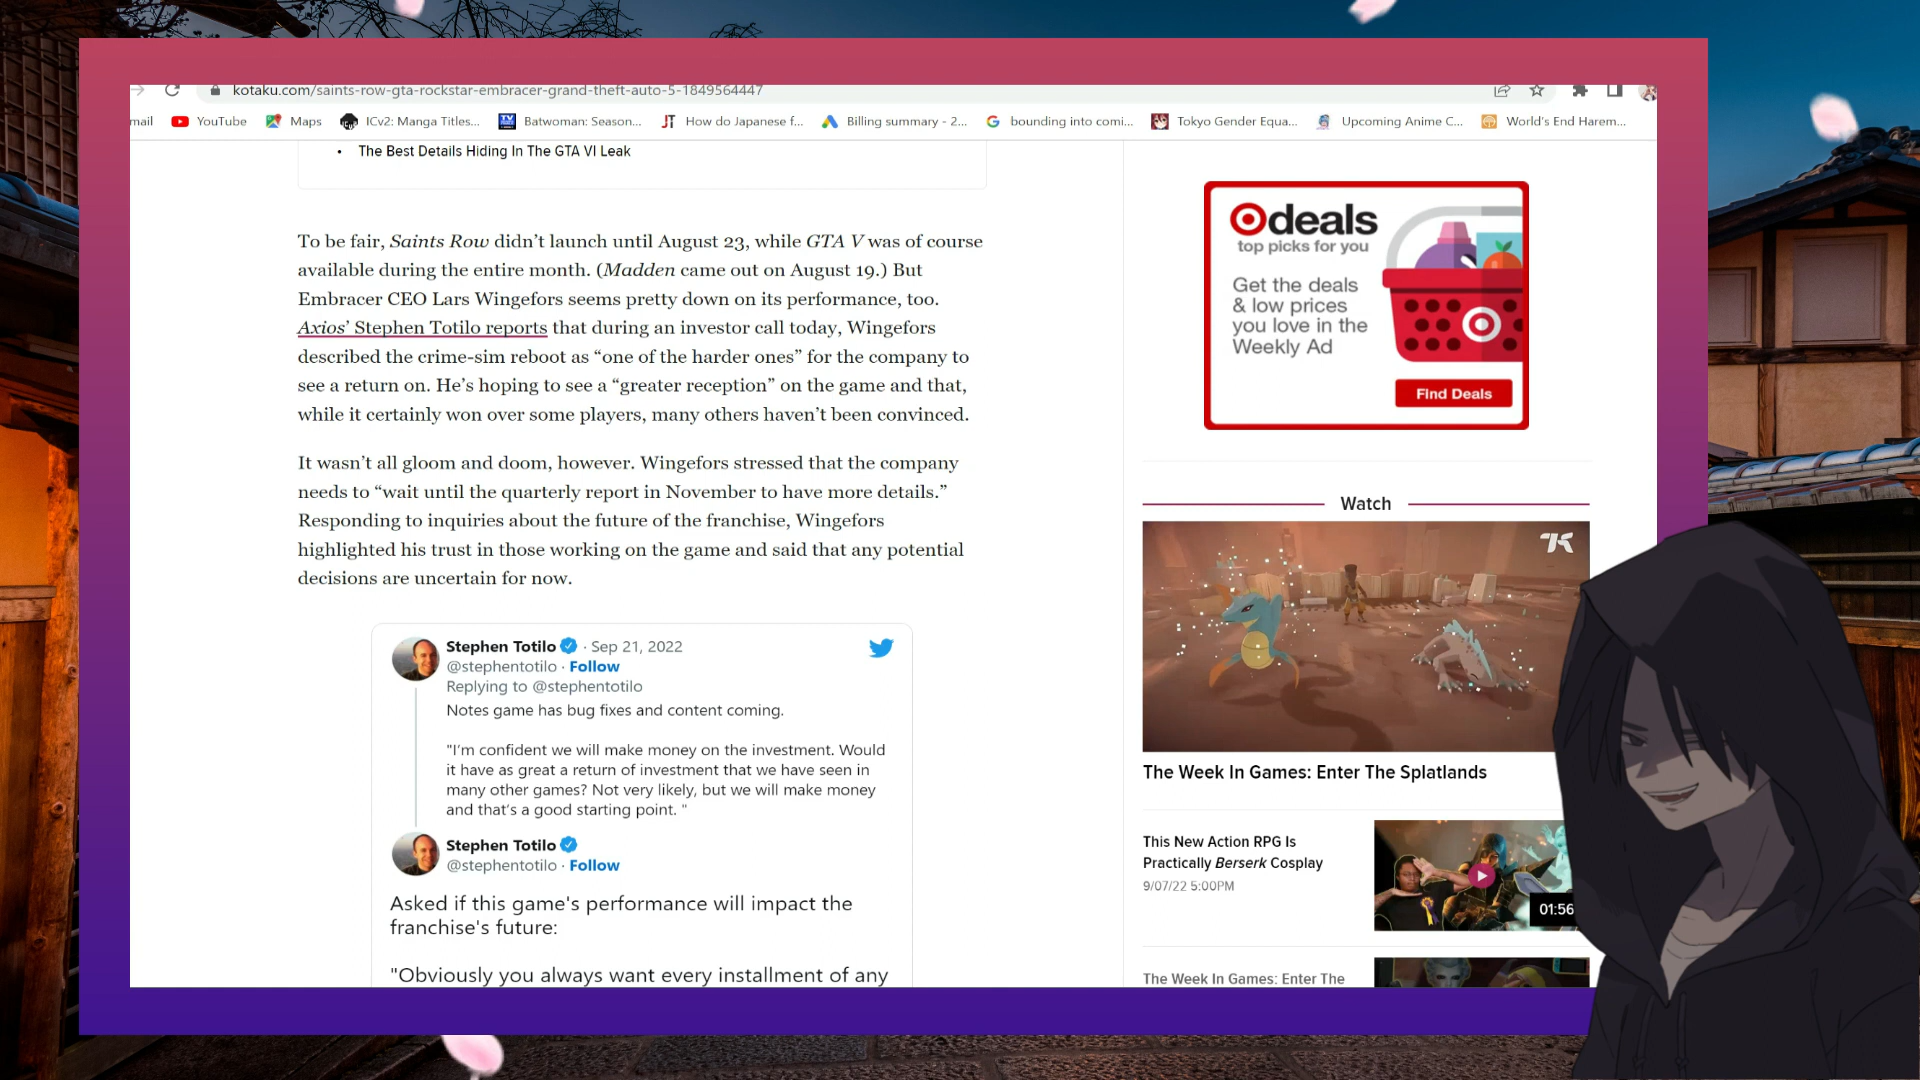 kotaku.com/saints-row-gta-rockstar-embracer-grand-theft-auto-5-1849564447
mail
YouTube
Maps
ICv2: Manga Titles...
Batwoman: Season...
How do Japanese f...
Billing summary - 2...
bounding into comi...
Tokyo Gender Equa...
Upcoming Anime C...
World's End Harem...
• The Best Details Hiding In The GTA VI Leak
To be fair, Saints Row didn't launch until August 23, while GTA V was of course
available during the entire month. (Madden came out on August 19.) But
Embracer CEO Lars Wingefors seems pretty down on its performance, too.
Axios' Stephen Totilo reports that during an investor call today, Wingefors
described the crime-sim reboot as “one of the harder ones” for the company to
see a return on. He's hoping to see a “greater reception” on the game and that,
while it certainly won over some players, many others haven't been convinced.
It wasn't all gloom and doom, however. Wingefors stressed that the company
needs to “wait until the quarterly report in November to have more details.”
Responding to inquiries about the future of the franchise, Wingefors
highlighted his trust in those working on the game and said that any potential
decisions are uncertain for now.
Stephen Totilo · Sep 21, 2022
@stephentotilo · Follow
Replying to @stephentotilo
Notes game has bug fixes and content coming.
"I'm confident we will make money on the investment. Would
it have as great a return of investment that we have seen in
many other games? Not very likely, but we will make money
and that's a good starting point. "
Stephen Totilo
@stephentotilo · Follow
Asked if this game's performance will impact the
franchise's future:
"Obviously you always want every installment of any
deals
top picks for you
Get the deals
& low prices
you love in the
Weekly Ad
Find Deals
Watch
The Week In Games: Enter The Splatlands
This New Action RPG Is
Practically Berserk Cosplay
9/07/22 5:00PM
01:56
The Week In Games: Enter The